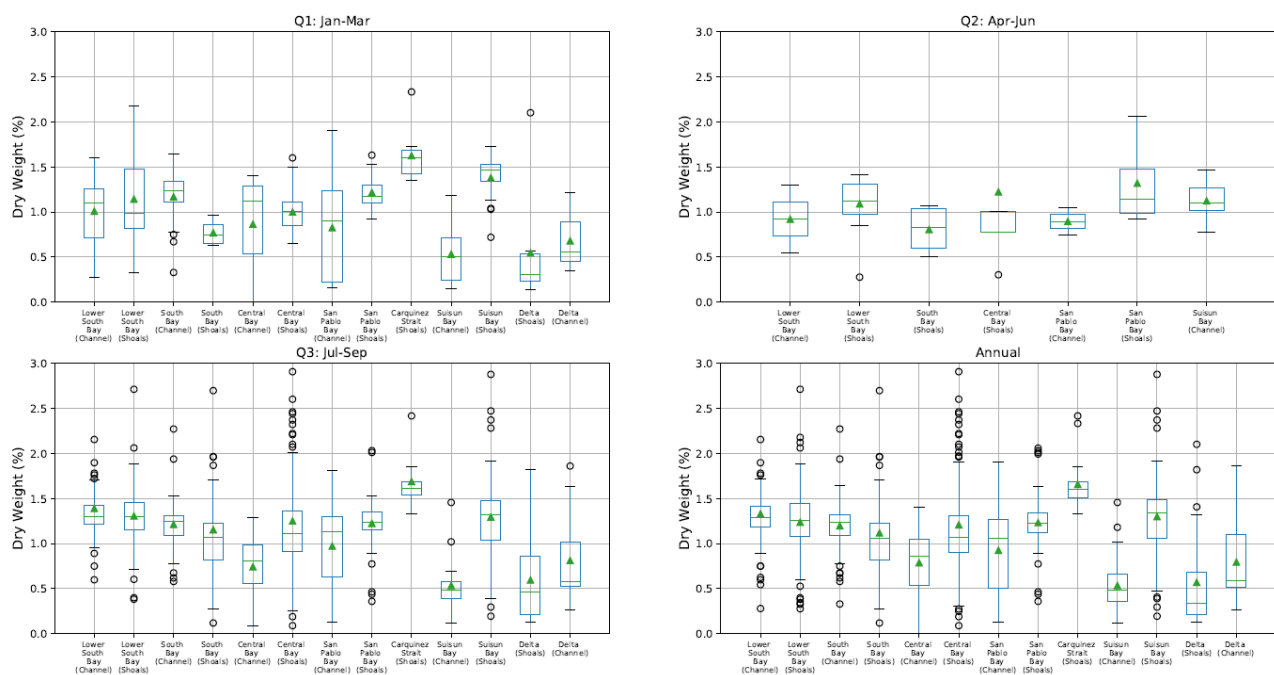 Q1: Jan-Mar
Dry Weight (%)
3.0
2.5
2.0
1.5
1.0
0.5
0.0
Lower South Bay (Channel)
Lower South Bay (Shoals)
South Bay (Channel)
South Bay (Shoals)
Central Bay (Channel)
Central Bay (Shoals)
San Pablo Bay (Channel)
San Pablo Bay (Shoals)
Carquinez Strait (Shoals)
Suisun Bay (Channel)
Suisun Bay (Shoals)
Delta (Shoals)
Delta (Channel)
Q2: Apr-Jun
Dry Weight (%)
3.0
2.5
2.0
1.5
1.0
0.5
0.0
Lower South Bay (Channel)
Lower South Bay (Shoals)
South Bay (Shoals)
Central Bay (Shoals)
San Pablo Bay (Channel)
San Pablo Bay (Shoals)
Suisun Bay (Channel)
Q3: Jul-Sep
Dry Weight (%)
3.0
2.5
2.0
1.5
1.0
0.5
0.0
Lower South Bay (Channel)
Lower South Bay (Shoals)
South Bay (Channel)
South Bay (Shoals)
Central Bay (Channel)
Central Bay (Shoals)
San Pablo Bay (Channel)
San Pablo Bay (Shoals)
Carquinez Strait (Shoals)
Suisun Bay (Channel)
Suisun Bay (Shoals)
Delta (Shoals)
Delta (Channel)
Annual
Dry Weight (%)
3.0
2.5
2.0
1.5
1.0
0.5
0.0
Lower South Bay (Channel)
Lower South Bay (Shoals)
South Bay (Channel)
South Bay (Shoals)
Central Bay (Channel)
Central Bay (Shoals)
San Pablo Bay (Channel)
San Pablo Bay (Shoals)
Carquinez Strait (Shoals)
Suisun Bay (Channel)
Suisun Bay (Shoals)
Delta (Shoals)
Delta (Channel)